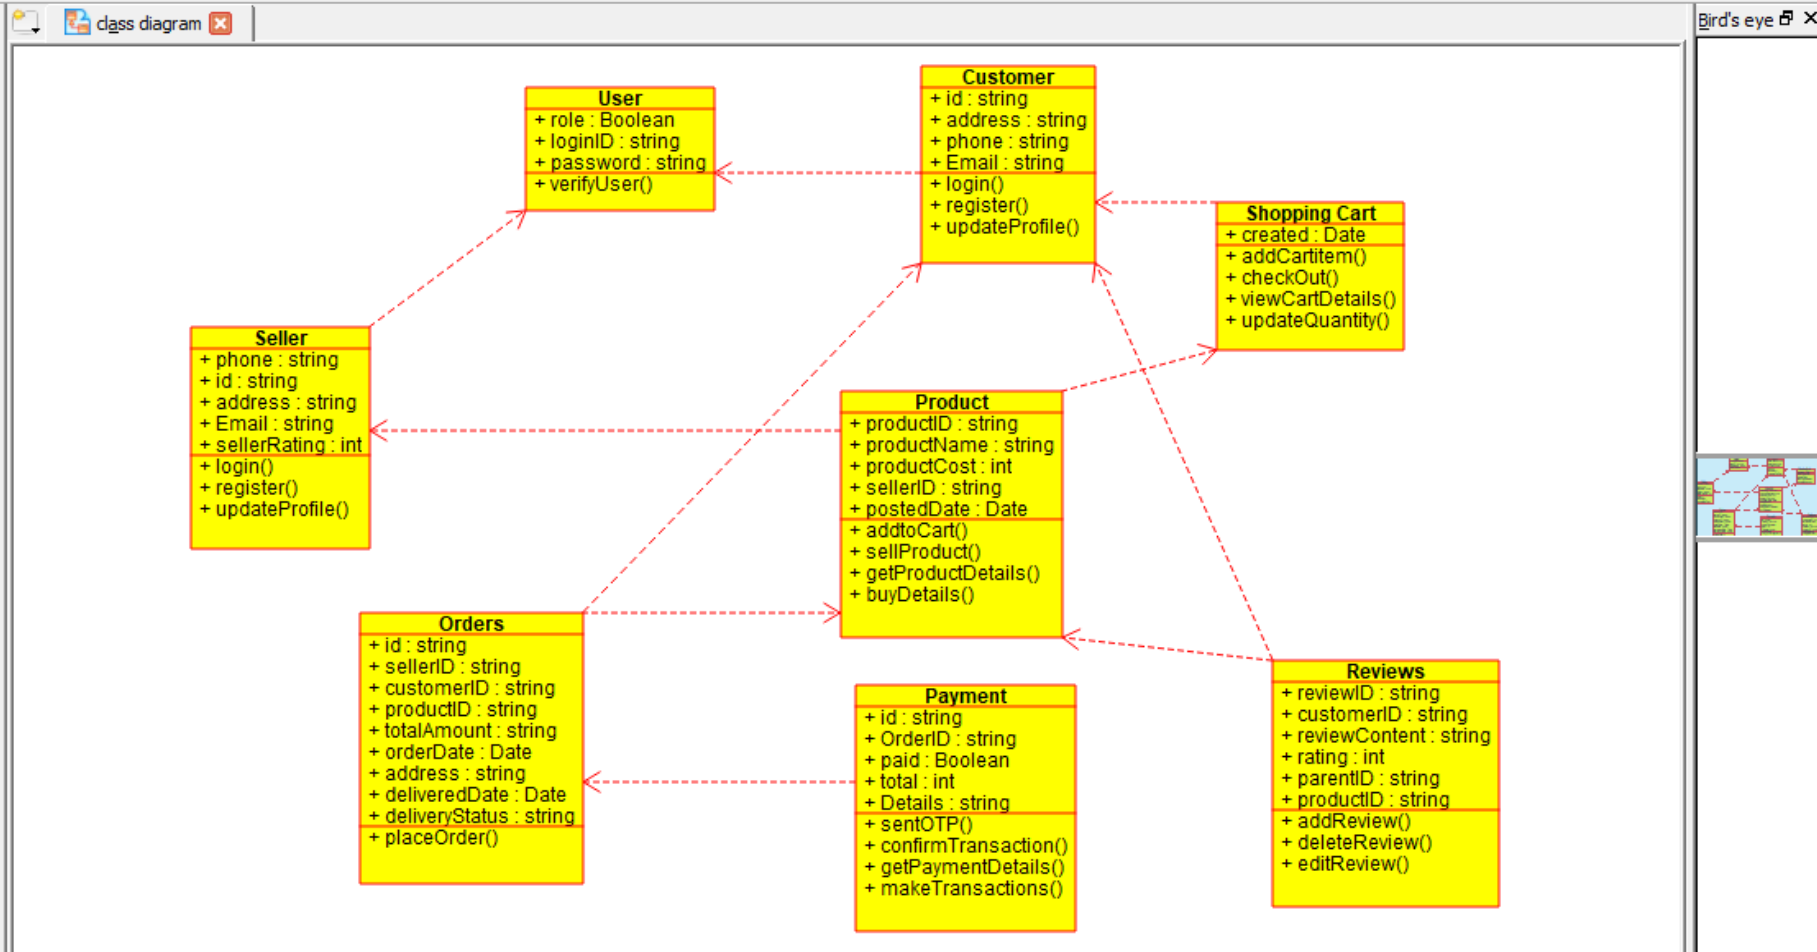 class diagram
Bird's eye
User
+ role : Boolean
+ loginID : string
+ password : string
+ verifyUser()
Customer
+ id : string
+ address : string
+ phone : string
+ Email : string
+ login()
+ register()
+ updateProfile()
Shopping Cart
+ created : Date
+ addCartitem()
+ checkOut()
+ viewCartDetails()
+ updateQuantity()
Seller
+ phone : string
+ id : string
+ address : string
+ Email : string
+ sellerRating : int
+ login()
+ register()
+ updateProfile()
Product
+ productID : string
+ productName : string
+ productCost : int
+ sellerID : string
+ postedDate : Date
+ addtoCart()
+ sellProduct()
+ getProductDetails()
+ buyDetails()
Orders
+ id : string
+ sellerID : string
+ customerID : string
+ productID : string
+ totalAmount : string
+ orderDate : Date
+ address : string
+ deliveredDate : Date
+ deliveryStatus : string
+ placeOrder()
Payment
+ id : string
+ OrderID : string
+ paid : Boolean
+ total : int
+ Details : string
+ sentOTP()
+ confirmTransaction()
+ getPaymentDetails()
+ makeTransactions()
Reviews
+ reviewID : string
+ customerID : string
+ reviewContent : string
+ rating : int
+ parentID : string
+ productID : string
+ addReview()
+ deleteReview()
+ editReview()